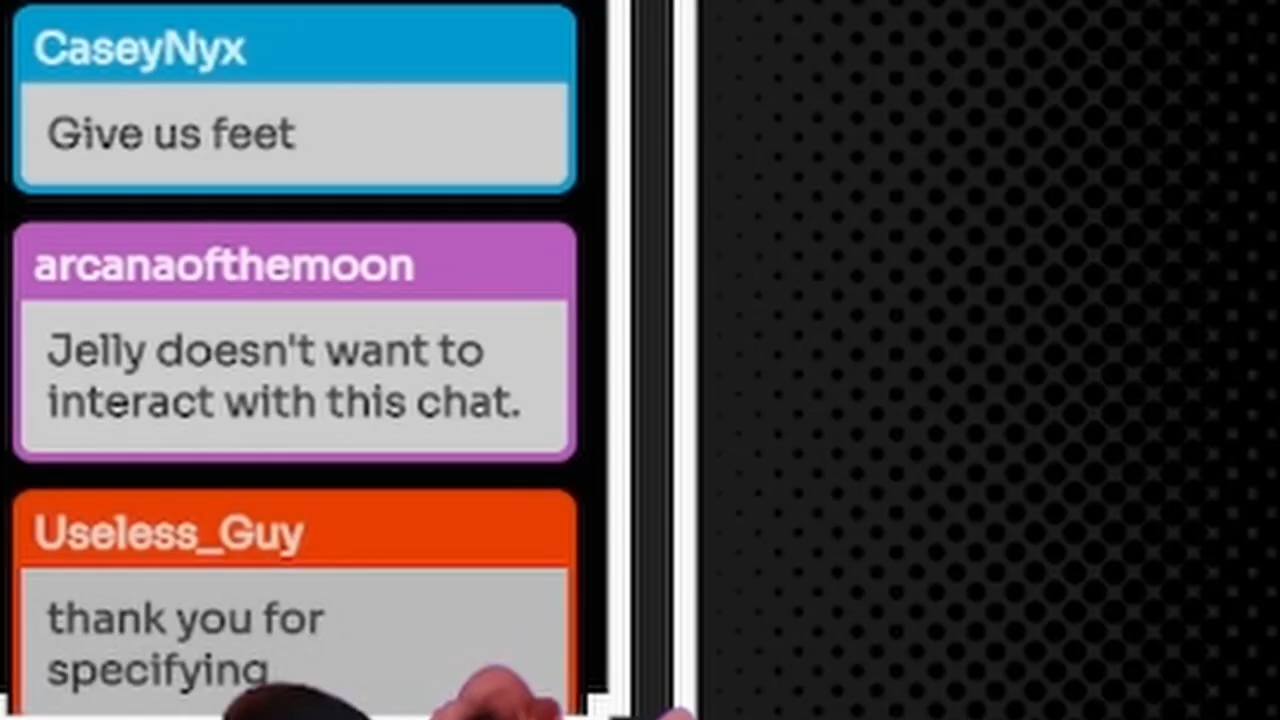 CaseyNyx
Give us feet
arcanaofthemoon
Jelly doesn't want to
interact with this chat.
Useless_Guy
thank you for
specifying